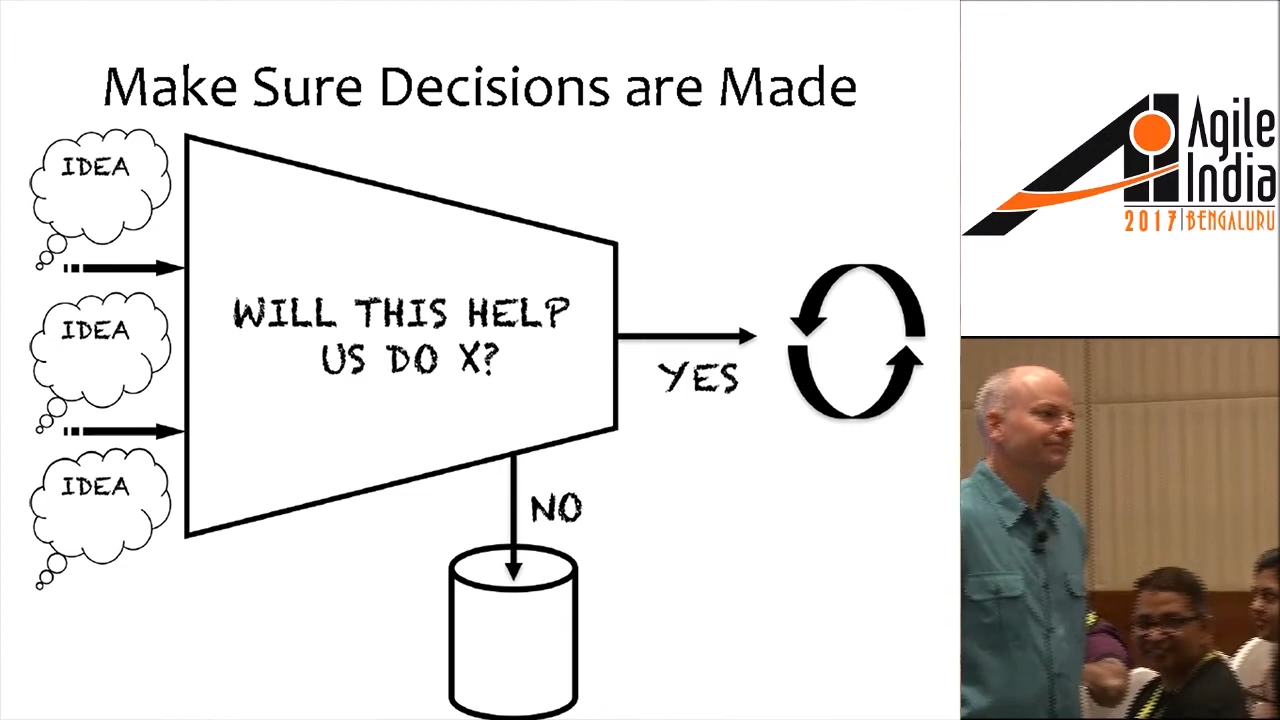 Make Sure Decisions are Made
IDEA
IDEA
IDEA
WILL THIS HELP
US DO X?
YES
NO
Agile
India
2017 | BENGALURU